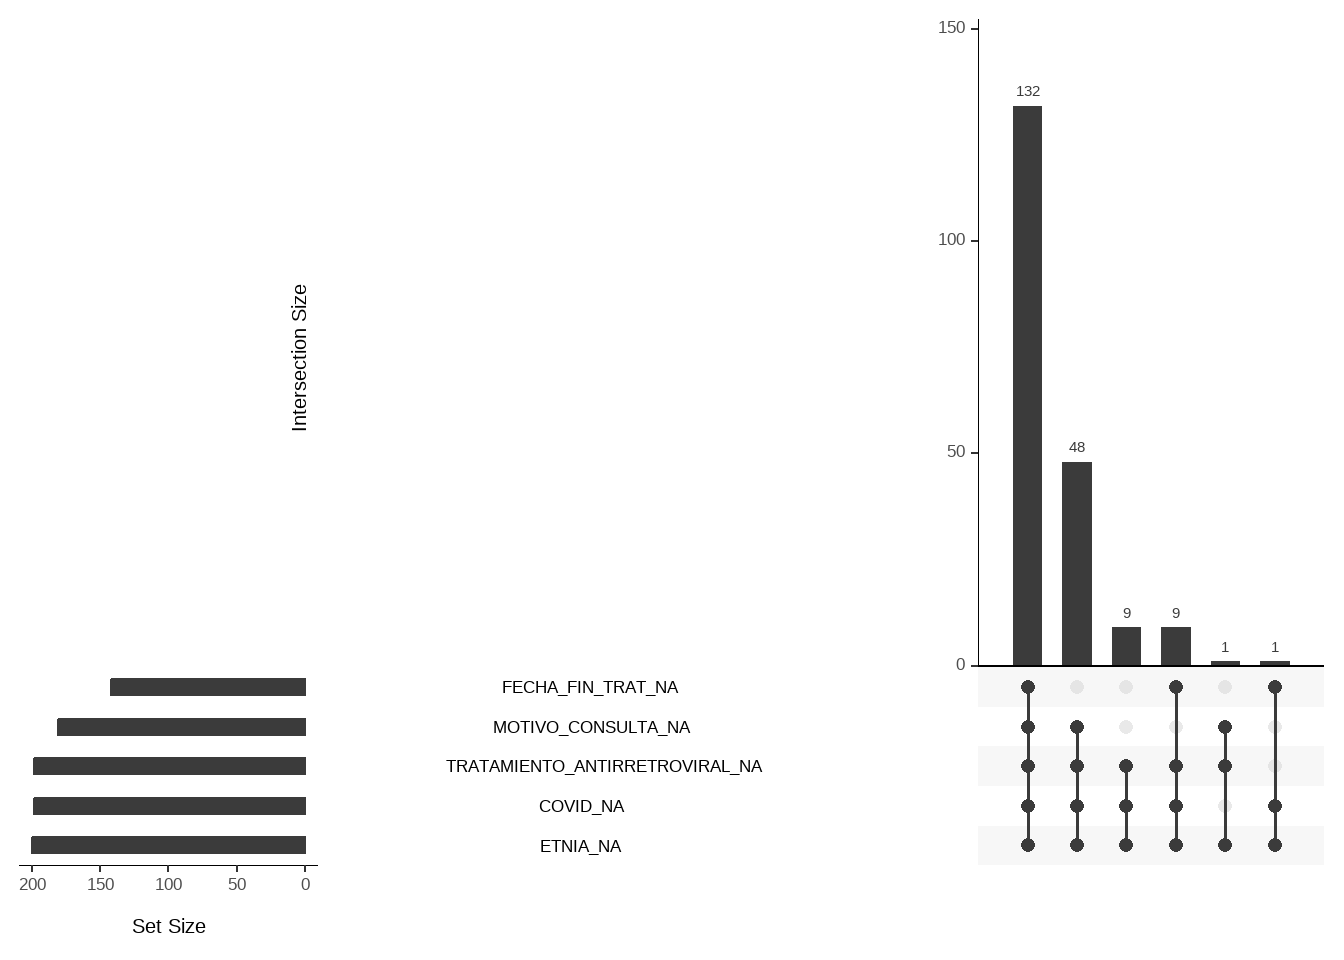 150
132
100
Intersection Size
50
48
9
9
1
1
0
FECHA_FIN_TRAT_NA
MOTIVO_CONSULTA_NA
TRATAMIENTO_ANTIRRETROVIRAL_NA
COVID_NA
ETNIA_NA
200 150 100 50 0
Set Size